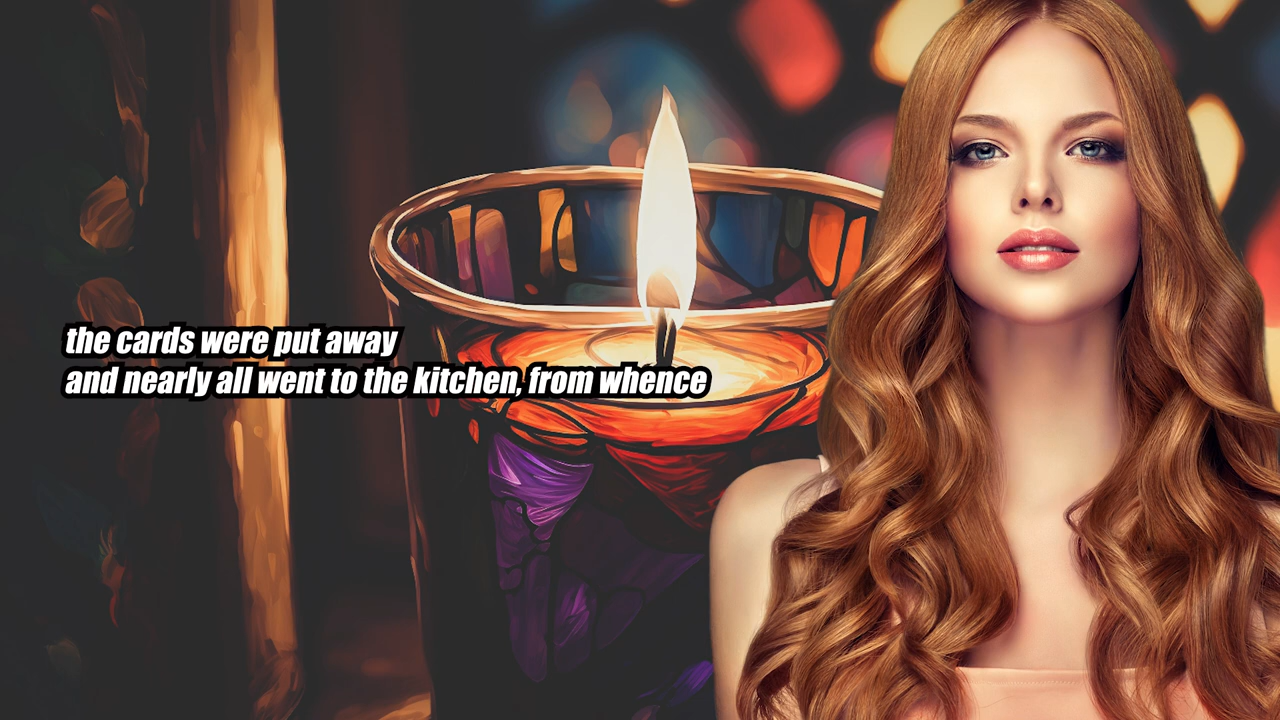 the cards were put away
and nearly all went to the kitchen, from whence